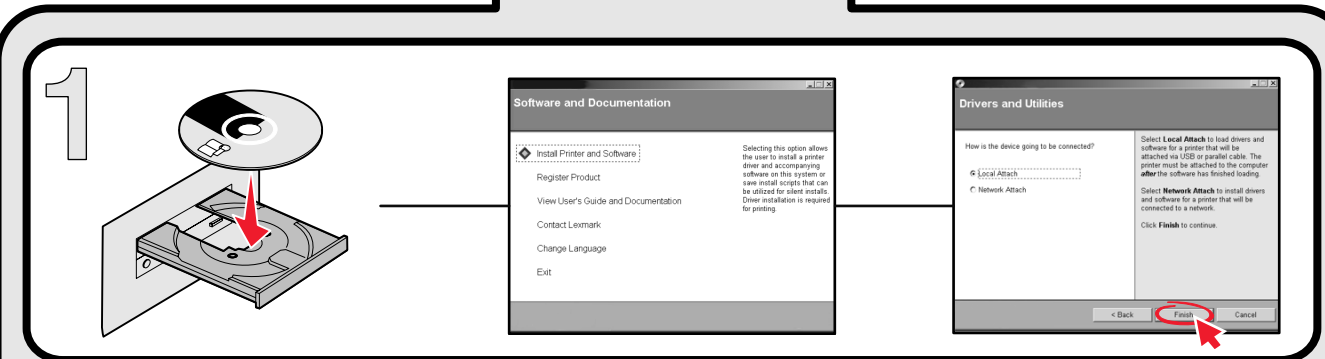 1
Software and Documentation
Install Printer and Software
Register Product
View User's Guide and Documentation
Contact Lexmark
Change Language
Exit
Selecting this option allows
the user to install a printer
driver and accompanying
software on this system or
save install scripts that can
be utilized for silent installs.
Driver installation is required
for printing.
Drivers and Utilities
How is the device going to be connected?
Local Attach
Network Attach
Select Local Attach to load drivers and
software for a printer that will be
attached via USB or parallel cable. The
printer must be attached to the computer
after the software has finished loading.
Select Network Attach to install drivers
and software for a printer that will be
connected to a network.
Click Finish to continue.
< Back
Finish
Cancel